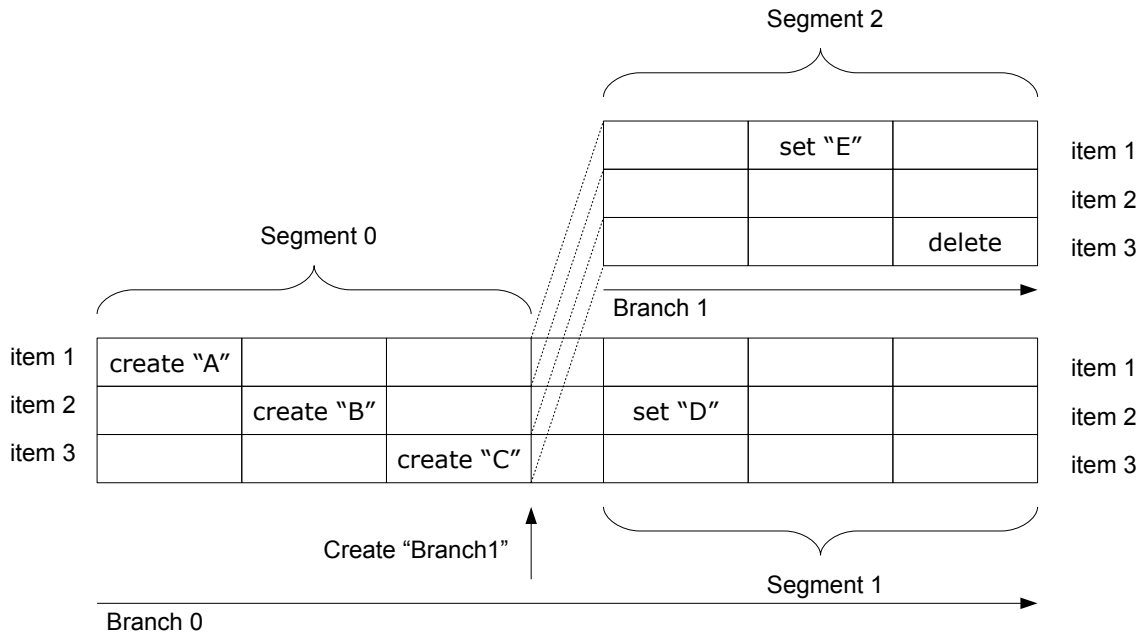 Segment 2
set “E”
item 1
item 2
delete
item 3
Branch 1
Segment 0
item 1
create “A”
item 1
item 2
create “B”
set “D”
item 2
item 3
create “C”
item 3
Create “Branch1”
Segment 1
Branch 0